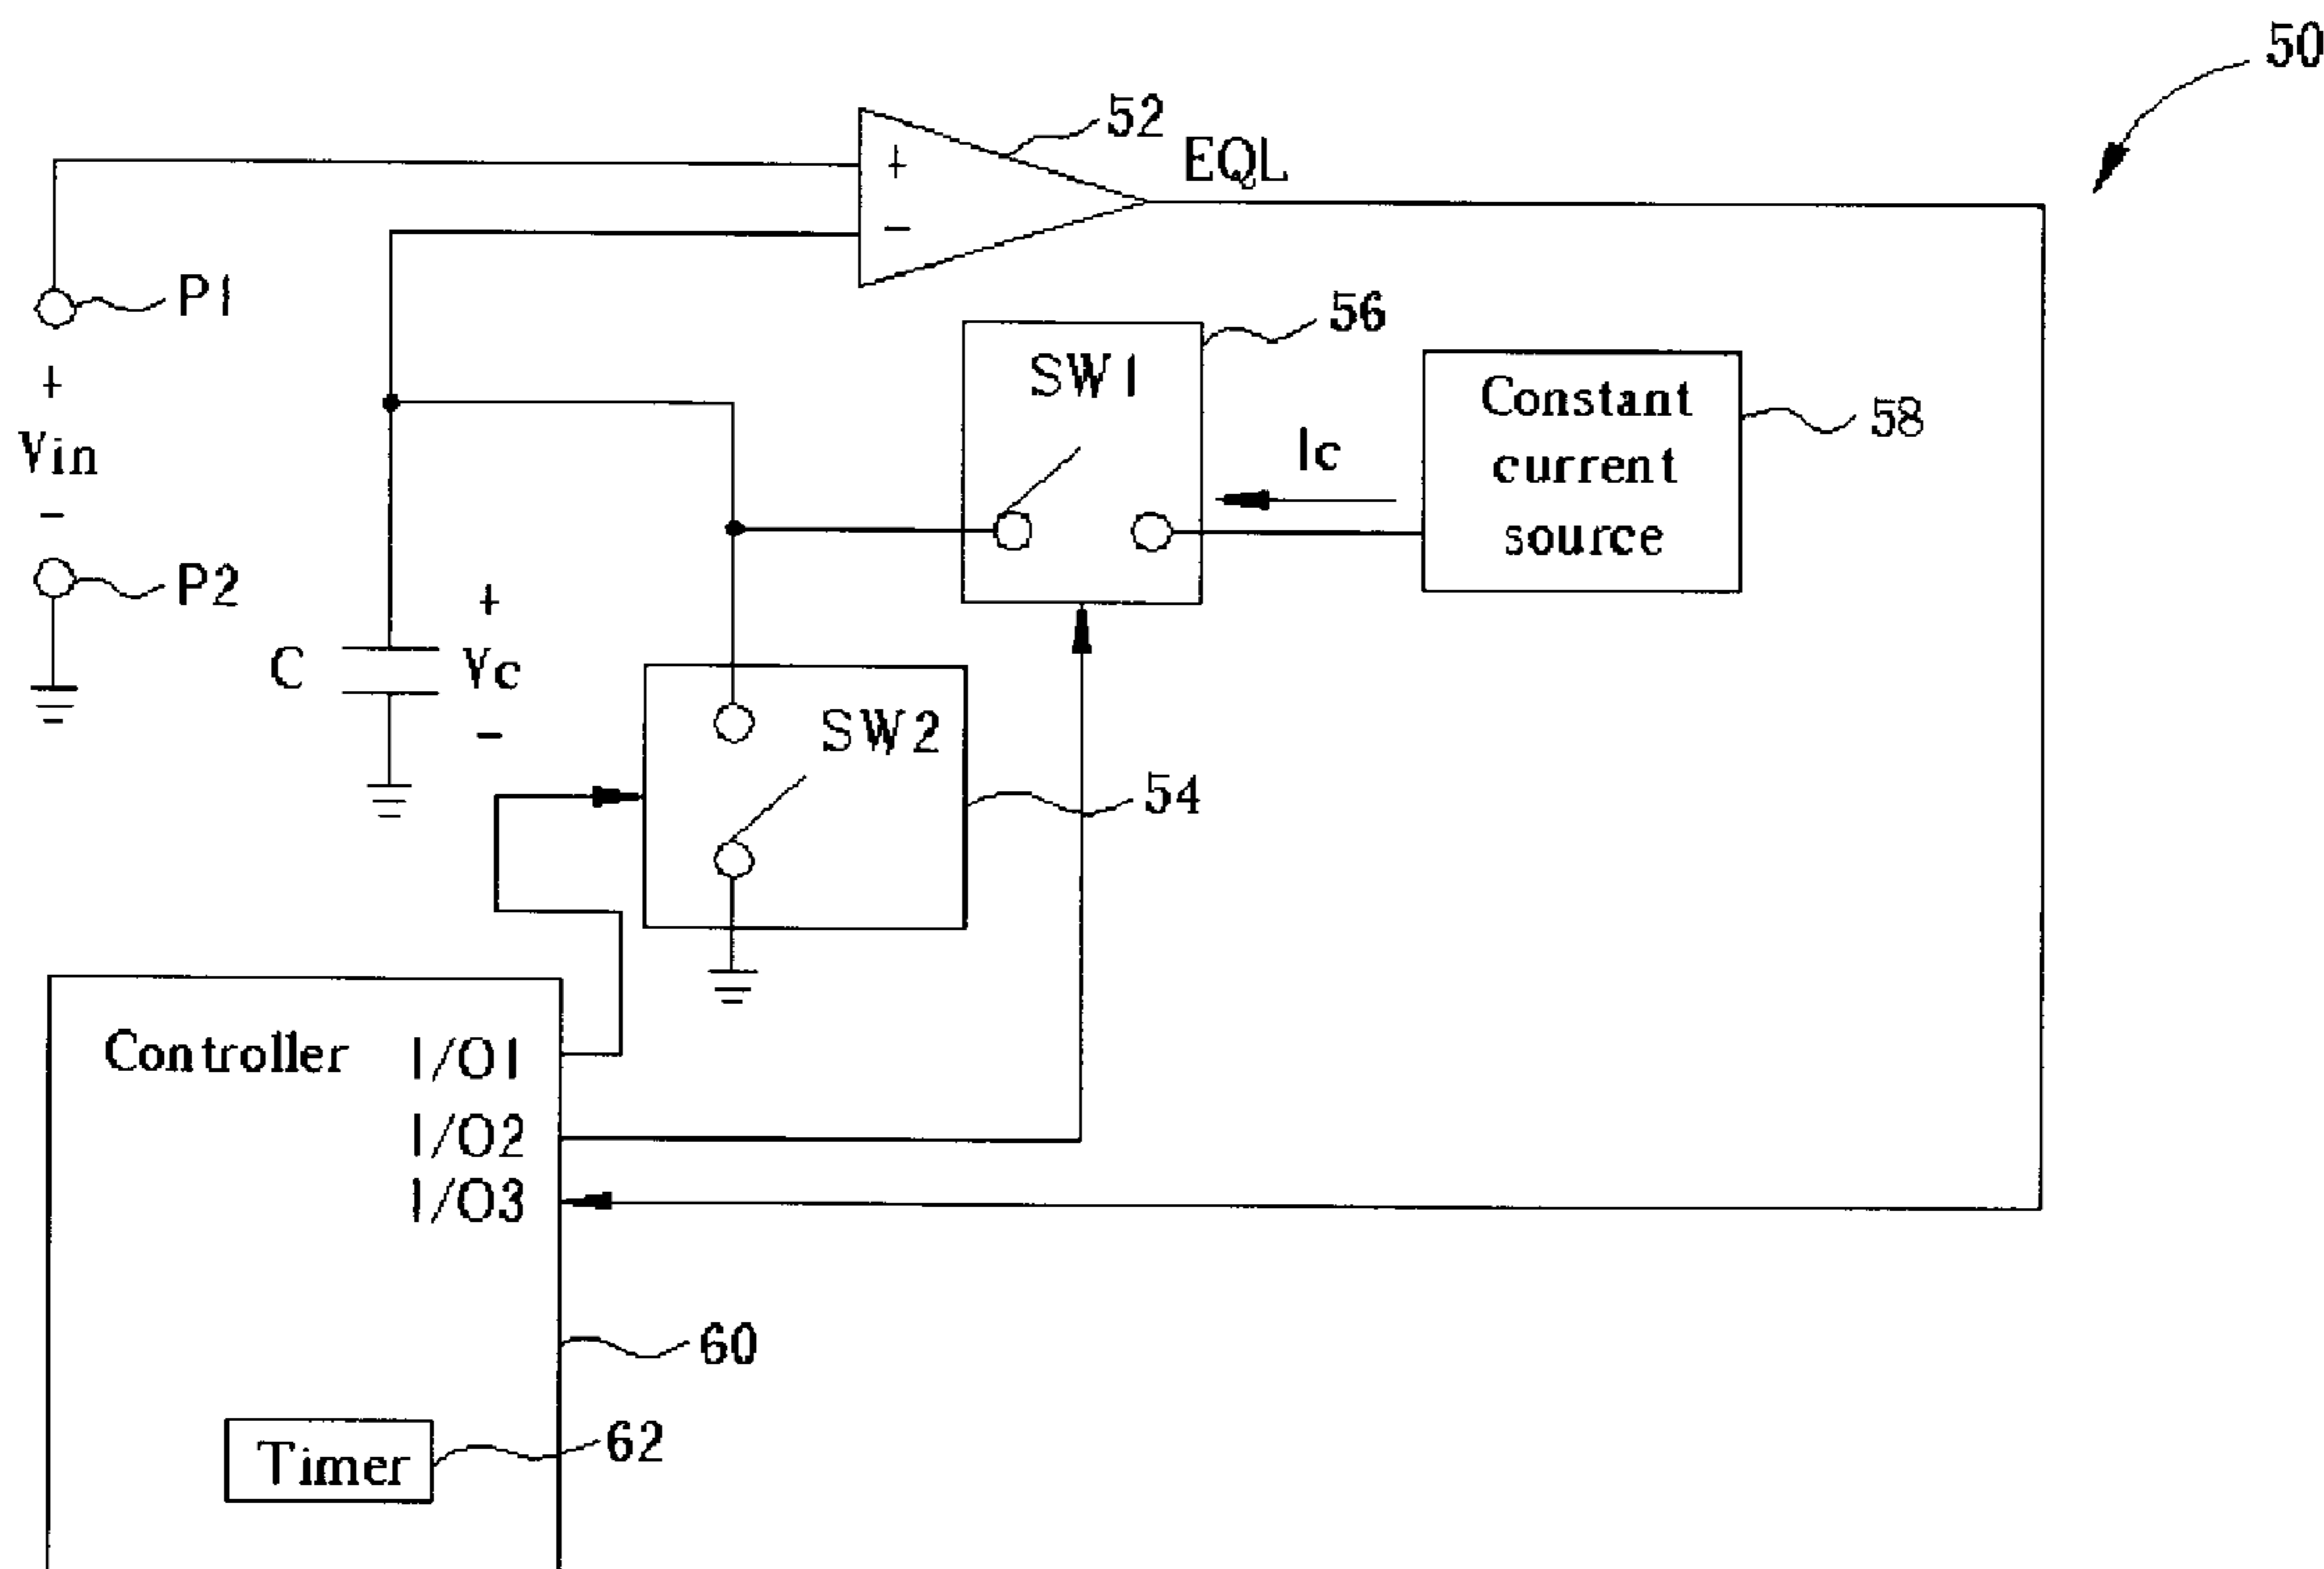 50
52
EQL
+
−
P1
56
SW1
+
Constant
current
source
58
Ic
Vin
-
P2
+
C
Vc
-
SW2
54
Controller
I/O1
I/O2
I/O3
60
62
Timer